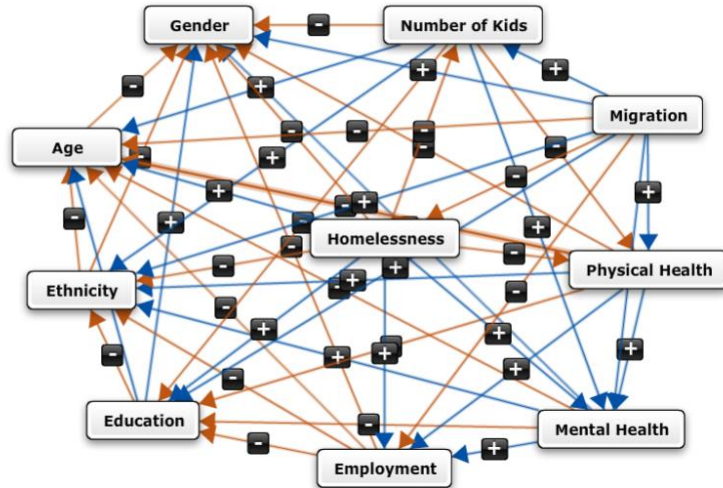 Gender
Number of Kids
Migration
Age
Homelessness
Physical Health
Ethnicity
Education
Mental Health
Employment